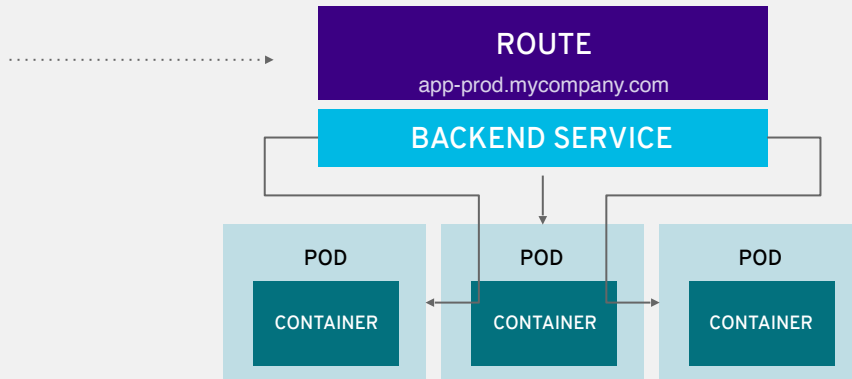 ROUTE
app-prod.mycompany.com
BACKEND SERVICE
POD
POD
POD
CONTAINER
CONTAINER
CONTAINER